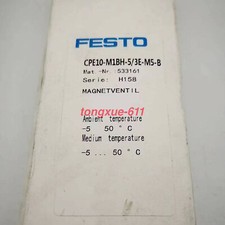 FESTO
CPE10-M1BH-5/3E-M5-B
Mat.-Nr.:533161
Serie: H158
MAGNETVENTIL
tongxue-611
Ambient temperature
-5 50 °C
Medium temperature
-5 ... 50 °C